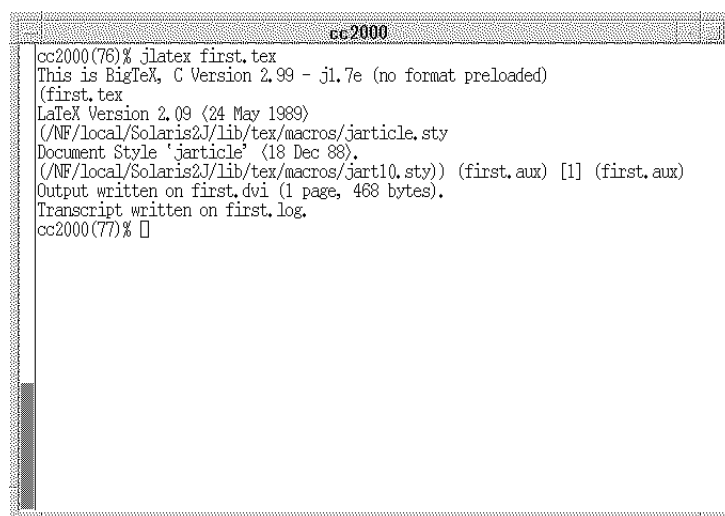 cc2000
cc2000(76)% jlatex first.tex
This is BigTeX, C Version 2.99 - j1.7e (no format preloaded)
(first.tex
LaTeX Version 2.09 <24 May 1989>
(/NF/local/Solaris2J/lib/tex/macros/jarticle.sty
Document Style `jarticle' <18 Dec 88>.
(/NF/local/Solaris2J/lib/tex/macros/jart10.sty)) (first.aux) [1] (first.aux)
Output written on first.dvi (1 page, 468 bytes).
Transcript written on first.log.
cc2000(77)%